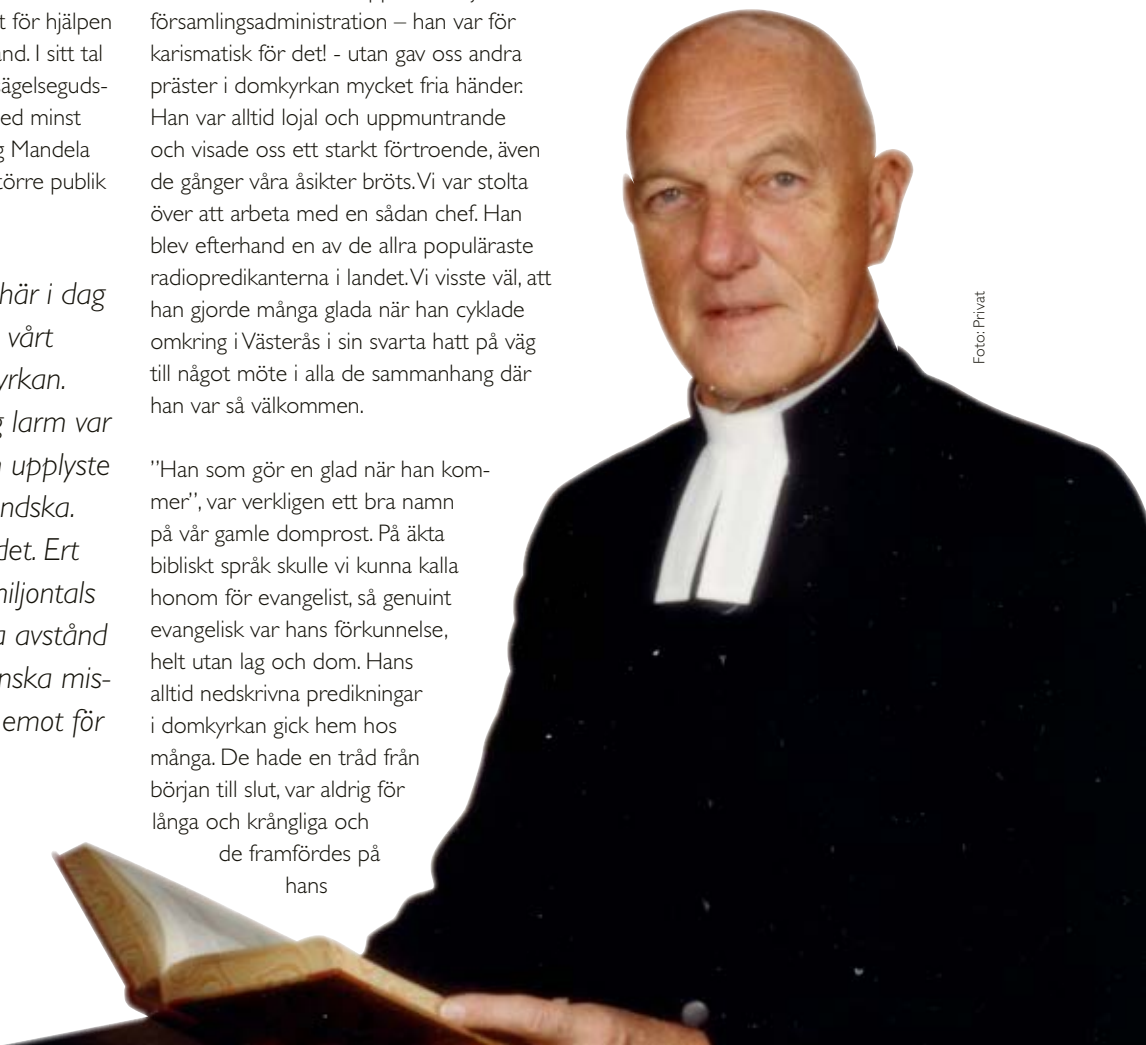 t för hjälpen
and. I sitt tal
ägelseguds-
ed minst
g Mandela
törre publik
här i dag
vårt
yrkan.
g larm var
upplyste
ndska.
det. Ert
niljontals
a avstånd
nska mis-
emot för
församlingsadministration – han var för
karismatisk för det! - utan gav oss andra
präster i domkyrkan mycket fria händer.
Han var alltid lojal och uppmuntrande
och visade oss ett starkt förtroende, även
de gånger våra åsikter bröts. Vi var stolta
över att arbeta med en sådan chef. Han
blev efterhand en av de allra populäraste
radiopredikanterna i landet. Vi visste väl, att
han gjorde många glada när han cyklade
omkring i Västerås i sin svarta hatt på väg
till något möte i alla de sammanhang där
han var så välkommen.
”Han som gör en glad när han kom-
mer”, var verkligen ett bra namn
på vår gamle domprost. På äkta
bibliskt språk skulle vi kunna kalla
honom för evangelist, så genuint
evangelisk var hans förkunnelse,
helt utan lag och dom. Hans
alltid nedskrivna predikningar
i domkyrkan gick hem hos
många. De hade en tråd från
början till slut, var aldrig för
långa och krångliga och
de framfördes på
hans
Foto: Privat